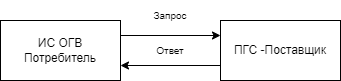 Запрос
ИС ОГВ
Потребитель
Ответ
ПГС -Поставщик